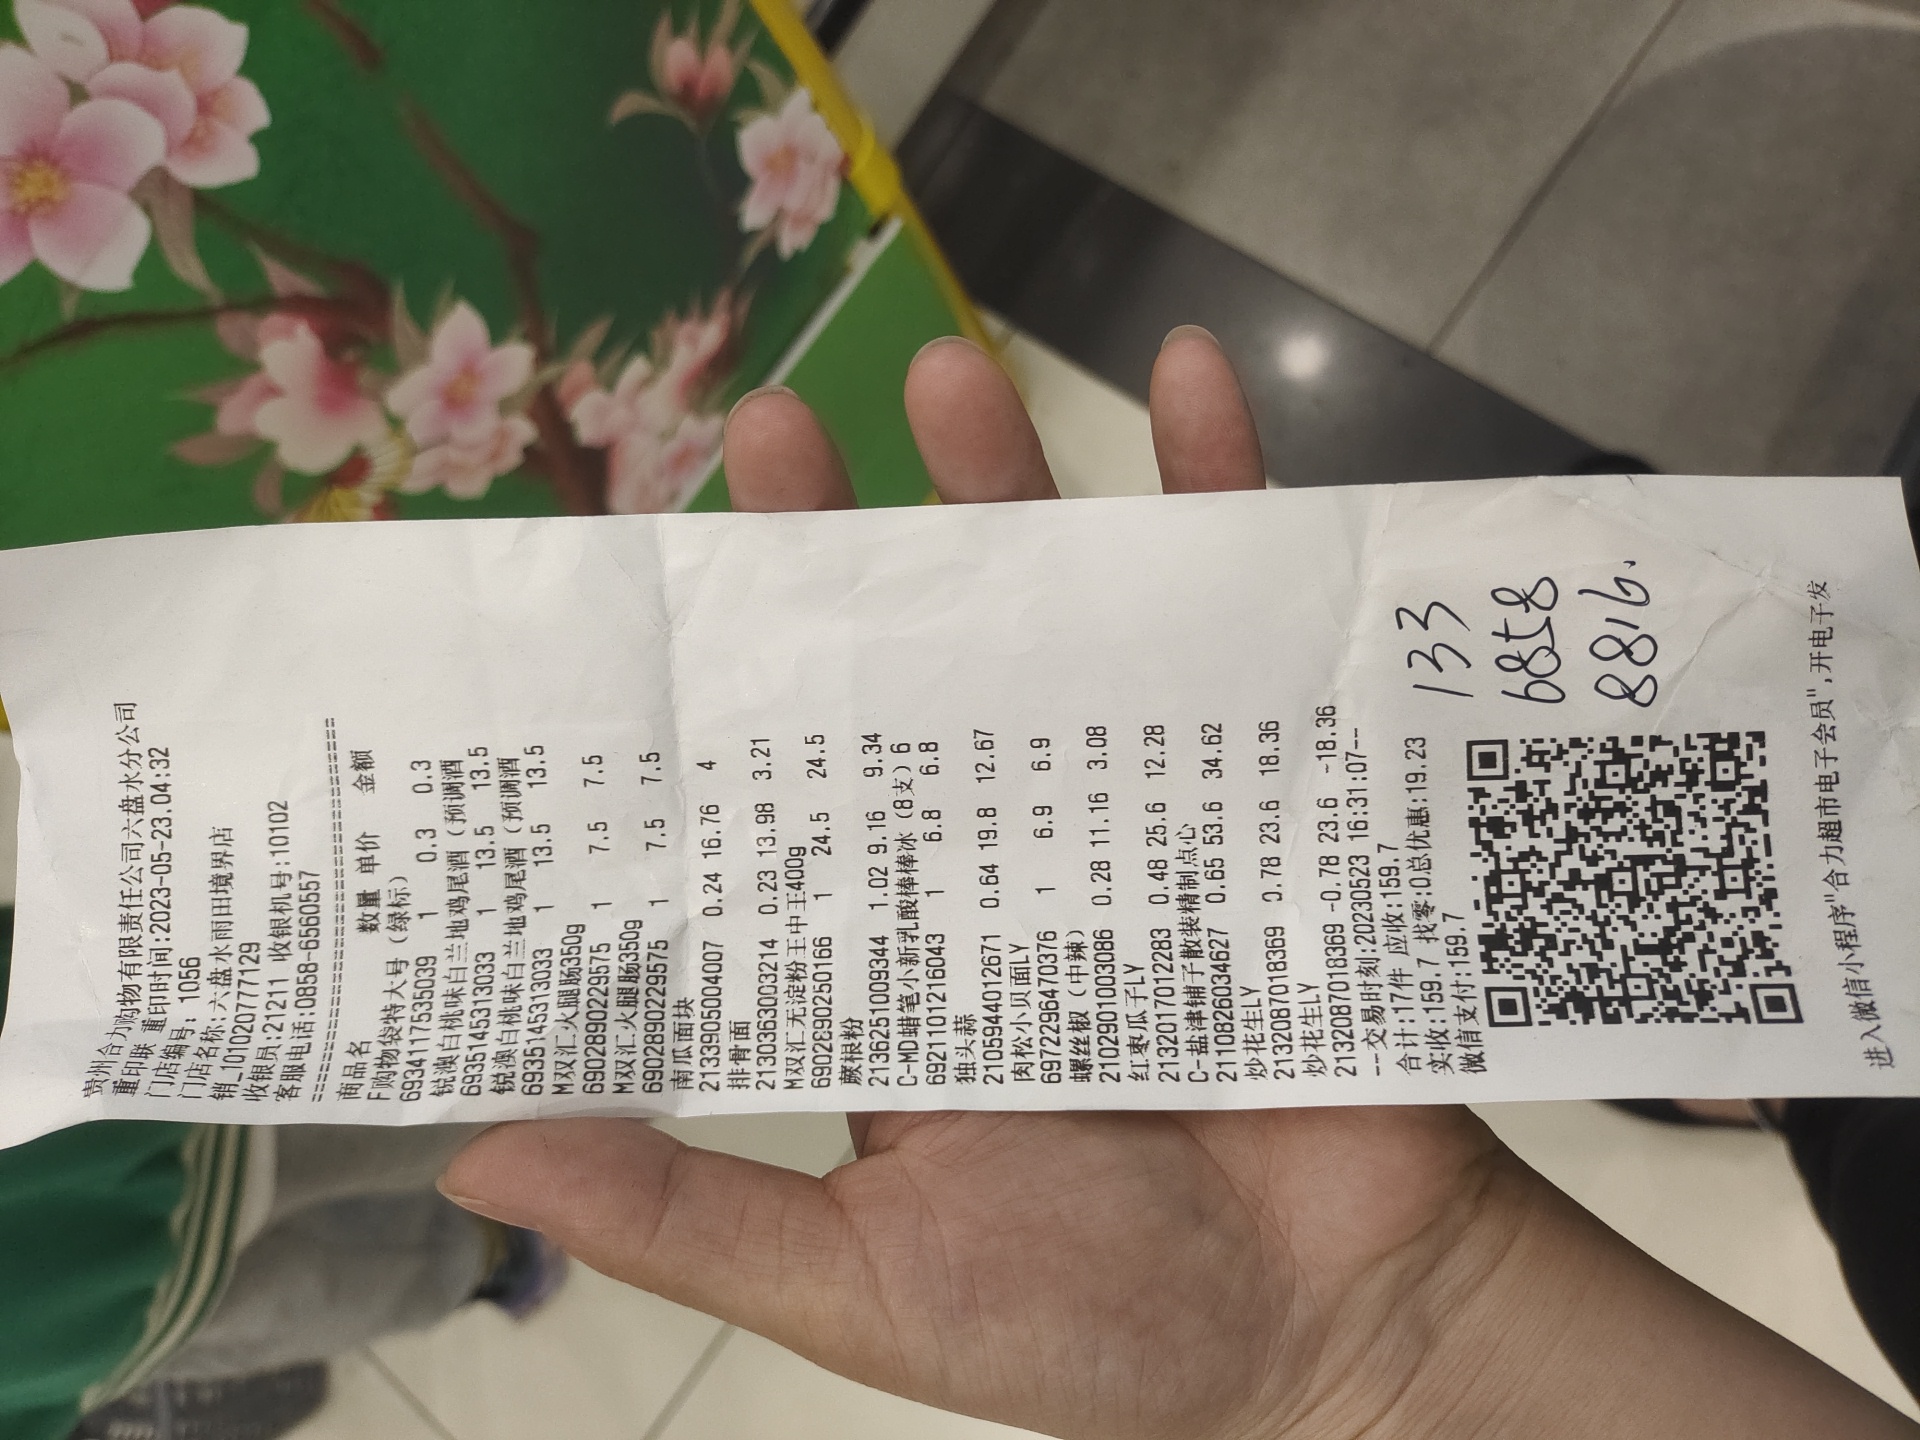 贵州合力购物有限责任公司六盘水分公司
重印联 重印时间:2023-05-23.04:32
门店编号: 1056
门店名称:六盘水雨田境界店
销_101020777129
收银员:21211 收银机号:10102
客服电话:0858-6560557
商品名 数量 单价 金额
F购物袋特大号（绿标）
6934117535039 1 0.3 0.3
锐澳白桃味白兰地鸡尾酒（预调酒
6935145313033 1 13.5 13.5
锐澳白桃味白兰地鸡尾酒（预调酒
6935145313033 1 13.5 13.5
M双汇火腿肠350g
6902890229575 1 7.5 7.5
M双汇火腿肠350g
6902890229575 1 7.5 7.5
南瓜面块
2133905004007 0.24 16.76 4
排骨面
2130363003214 0.23 13.98 3.21
M双汇无淀粉王中王400g
6902890250166 1 24.5 24.5
蕨根粉
2136251009344 1.02 9.16 9.34
C-MD蜡笔小新乳酸棒棒冰（8支）6
6921101216043 1 6.8 6.8
独头蒜
2105944012671 0.64 19.8 12.67
肉松小贝面LY
6972296470376 1 6.9 6.9
螺丝椒（中辣）
2102901003086 0.28 11.16 3.08
红枣瓜子LY
2132017012283 0.48 25.6 12.28
C-盐津铺子散装精制点心
2110826034627 0.65 53.6 34.62
炒花生LY
2132087018369 0.78 23.6 18.36
炒花生LY
2132087018369 -0.78 23.6 -18.36
--交易时刻:20230523 16:31:07--
合计:17件 应收:159.7
实收:159.7 找零:0总优惠:19.23
微信支付:159.7
133
6858
8816.
进入微信小程序"合力超市电子会员",开电子发